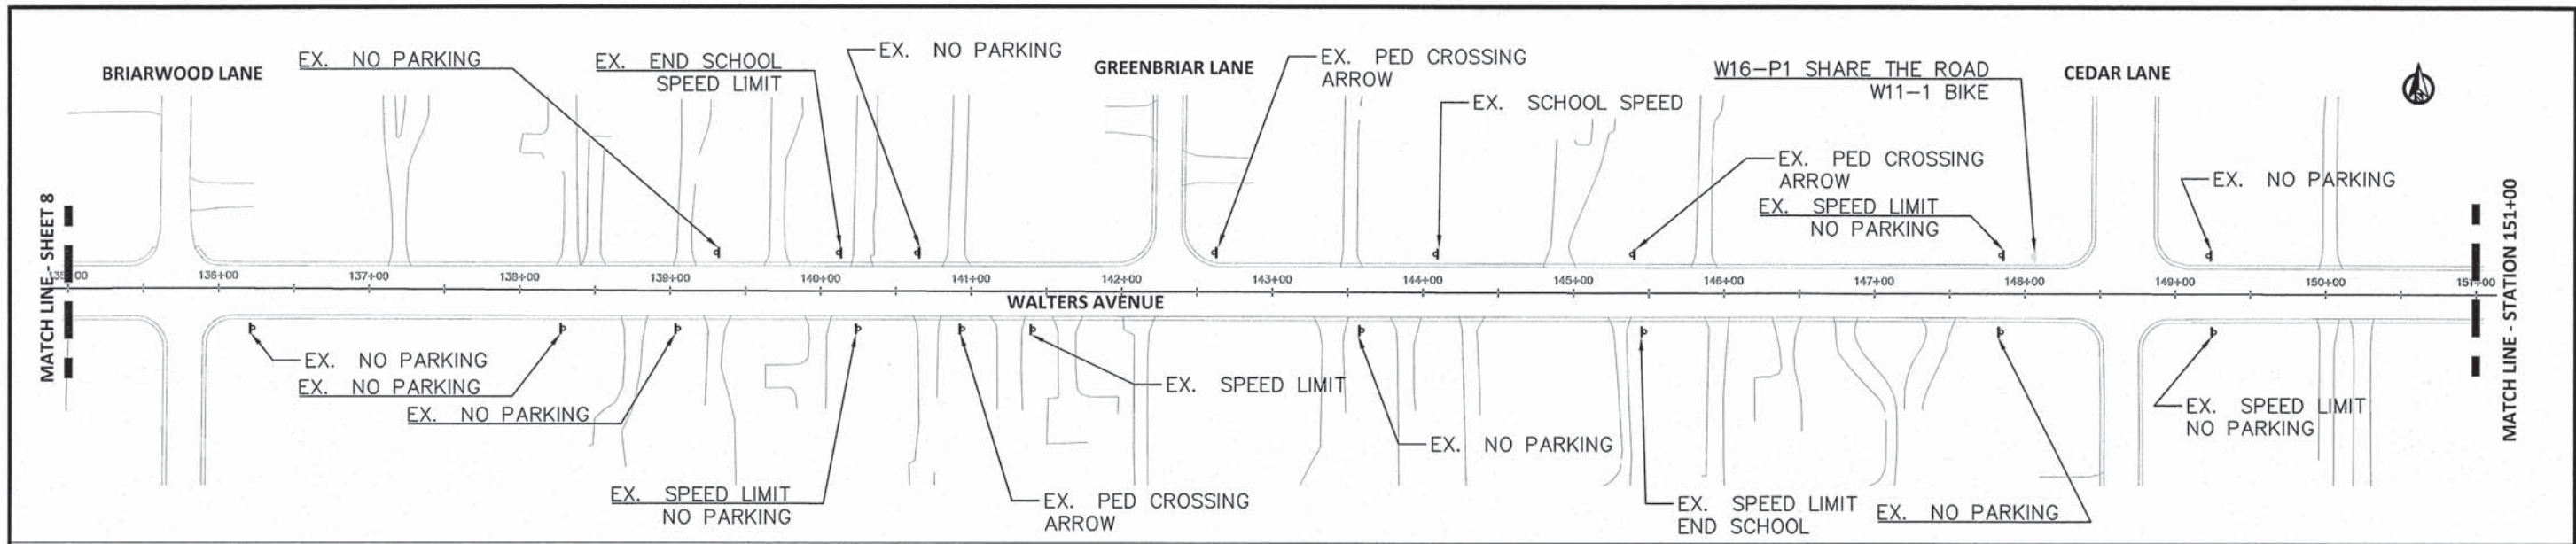 BRIARWOOD LANE
EX. NO PARKING
EX. END SCHOOL
SPEED LIMIT
EX. NO PARKING
GREENBRIAR LANE
EX. PED CROSSING
ARROW
EX. SCHOOL SPEED
W16-P1 SHARE THE ROAD
W11-1 BIKE
CEDAR LANE
EX. PED CROSSING
ARROW
EX. SPEED LIMIT
NO PARKING
EX. NO PARKING
MATCH LINE - SHEET 8
MATCH LINE - STATION 151+00
135+00 136+00 137+00 138+00 139+00 140+00 141+00 142+00 143+00 144+00 145+00 146+00 147+00 148+00 149+00 150+00 151+00
WALTERS AVENUE
EX. NO PARKING
EX. NO PARKING
EX. NO PARKING
EX. SPEED LIMIT
NO PARKING
EX. PED CROSSING
ARROW
EX. SPEED LIMIT
EX. NO PARKING
EX. SPEED LIMIT
END SCHOOL
EX. NO PARKING
EX. SPEED LIMIT
NO PARKING